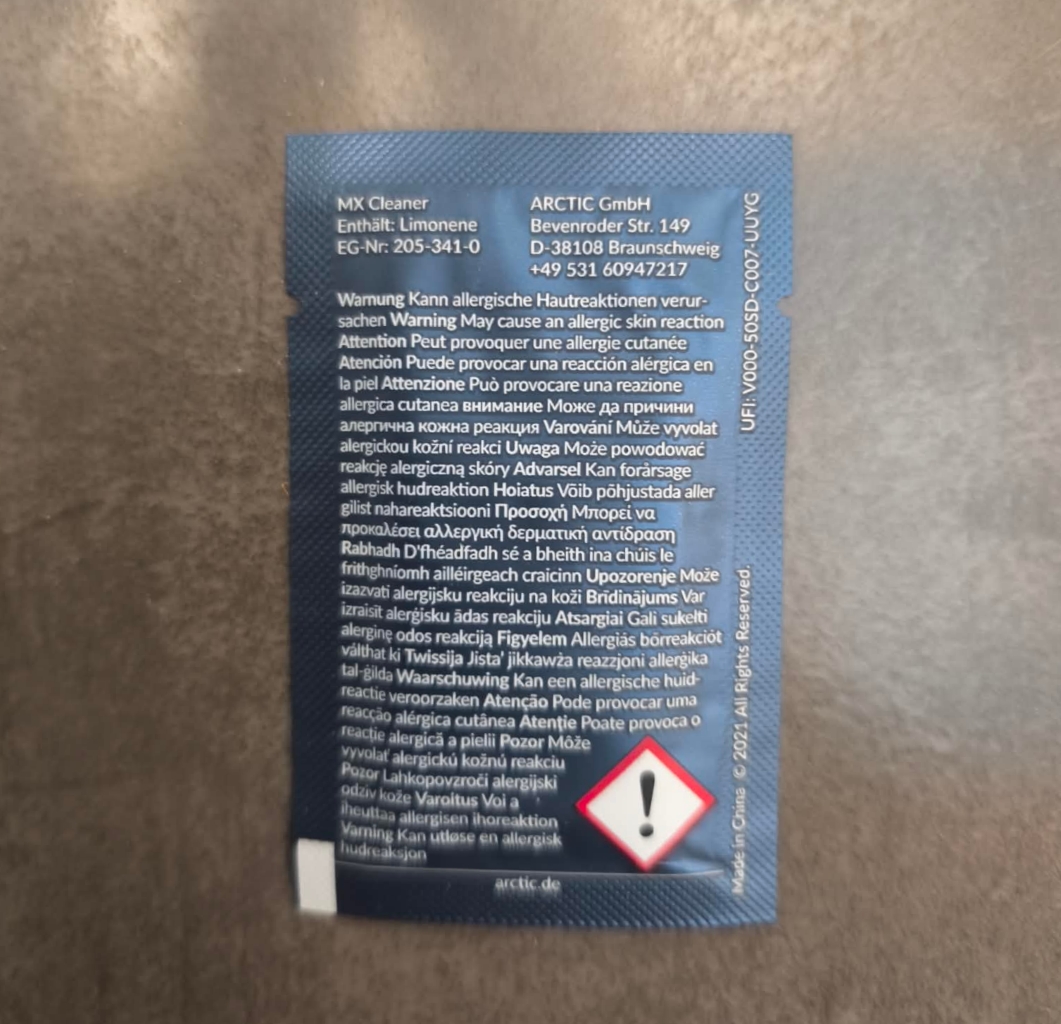 MX Cleaner
Enthält: Limonene
EG-Nr: 205-341-0
ARCTIC GmbH
Bevenroder Str. 149
D-38108 Braunschweig
+49 531 60947217
Warnung Kann allergische Hautreaktionen verur-
sachen Warning May cause an allergic skin reaction
Attention Peut provoquer une allergie cutanée
Atención Puede provocar una reacción alérgica en
la piel Attenzione Può provocare una reazione
allergica cutanea внимание Може да причини
алергична кожна реакция Varování Může vyvolat
alergickou kožní reakci Uwaga Może powodować
reakcję alergiczną skóry Advarsel Kan forårsage
allergisk hudreaktion Hoiatus Võib põhjustada aller
gilist nahareaktsiooni Προσοχή Μπορεί να
προκαλέσει αλλεργική δερματική αντίδραση
Rabhadh D'fhéadfadh sé a bheith ina chúis le
frithghníomh ailléirgeach craicinn Upozorenje Može
izazvati alergijsku reakciju na koži Brīdinājums Var
izraisīt alerģisku ādas reakciju Atsargiai Gali sukelti
alerginę odos reakciją Figyelem Allergiás bőrreakciót
válthat ki Twissija Jista' jikkawża reazzjoni allerġika
tal-ġilda Waarschuwing Kan een allergische huid-
reactie veroorzaken Atenção Pode provocar uma
reacção alérgica cutânea Atenție Poate provoca o
reacție alergică a pielii Pozor Môže
vyvolať alergickú kožnú reakciu
Pozor Lahkopovzroči alergijski
odziv kože Varoitus Voi a
iheuttaa allergisen ihoreaktion
Varning Kan utløse en allergisk
hudreaksjon
arctic.de
UFI: V000-50SD-C007-UUYG
Made in China © 2021 All Rights Reserved.